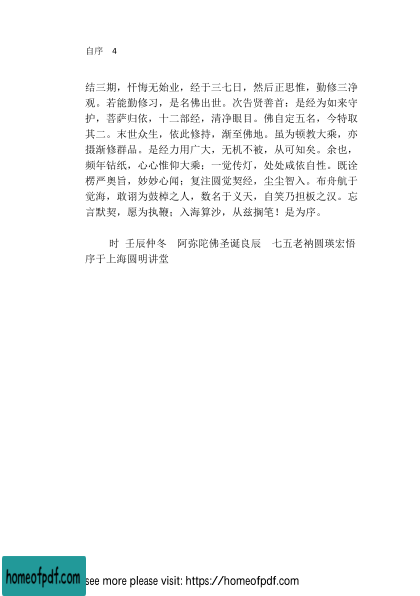 自序 4
结三期，忏悔无始业，经于三七日，然后正思惟，勤修三净
观。若能勤修习，是名佛出世。次告贤善首：是经为如来守
护，菩萨归依，十二部经，清净眼目。佛自定五名，今特取
其二。末世众生，依此修持，渐至佛地。虽为顿教大乘，亦
摄渐修群品。是经力用广大，无机不被，从可知矣。余也，
频年钻纸，心心惟仰大乘；一觉传灯，处处咸依自性。既诠
楞严奥旨，妙妙心闻；复注圆觉契经，尘尘智入。布舟航于
觉海，敢诩为鼓棹之人，数名于义天，自笑乃担板之汉。忘
言默契，愿为执鞭；入海算沙，从兹搁笔！是为序。
时 壬辰仲冬 阿弥陀佛圣诞良辰 七五老衲圆瑛宏悟
序于上海圆明讲堂
homeofpdf.com
see more please visit: https://homeofpdf.com